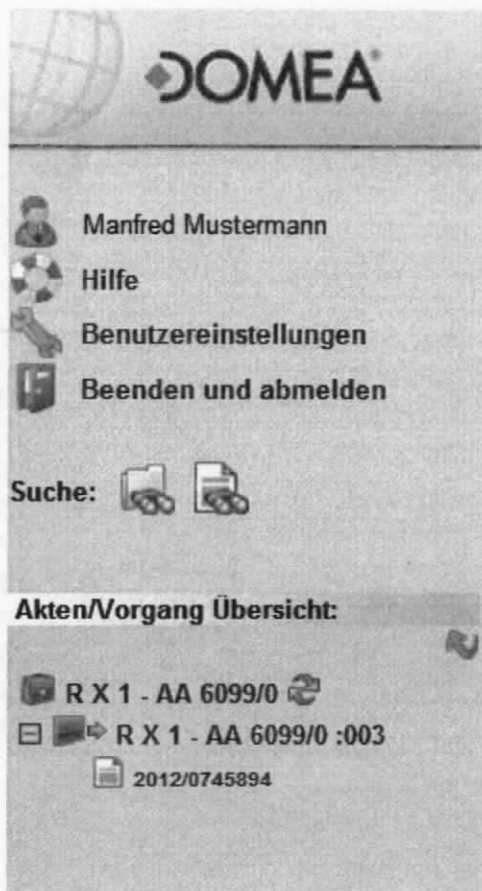 DOMEA®
Manfred Mustermann
Hilfe
Benutzereinstellungen
Beenden und abmelden
Suche:
Akten/Vorgang Übersicht:
R X 1 - AA 6099/0
R X 1 - AA 6099/0 :003
2012/0745894